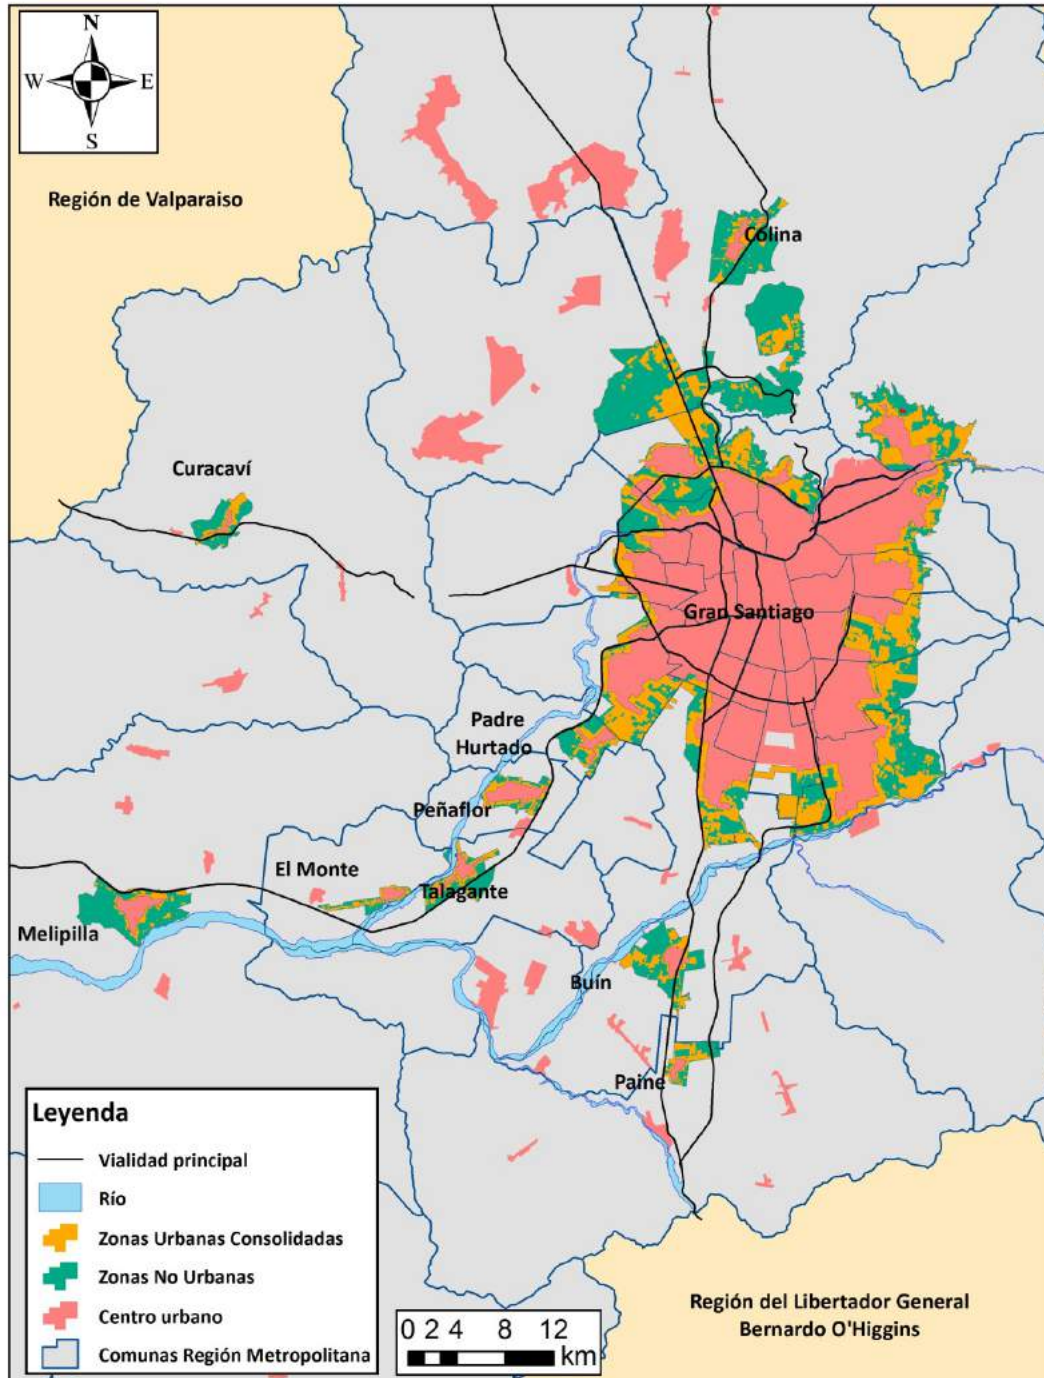 N
W E
S
Región de Valparaiso
Colina
Curacaví
Gran Santiago
Padre
Hurtado
Peñaflor
El Monte
Talagante
Melipilla
Buín
Paine
Leyenda
Vialidad principal
Río
Zonas Urbanas Consolidadas
Zonas No Urbanas
Centro urbano
Comunas Región Metropolitana
0 2 4 8 12
km
Región del Libertador General
Bernardo O'Higgins